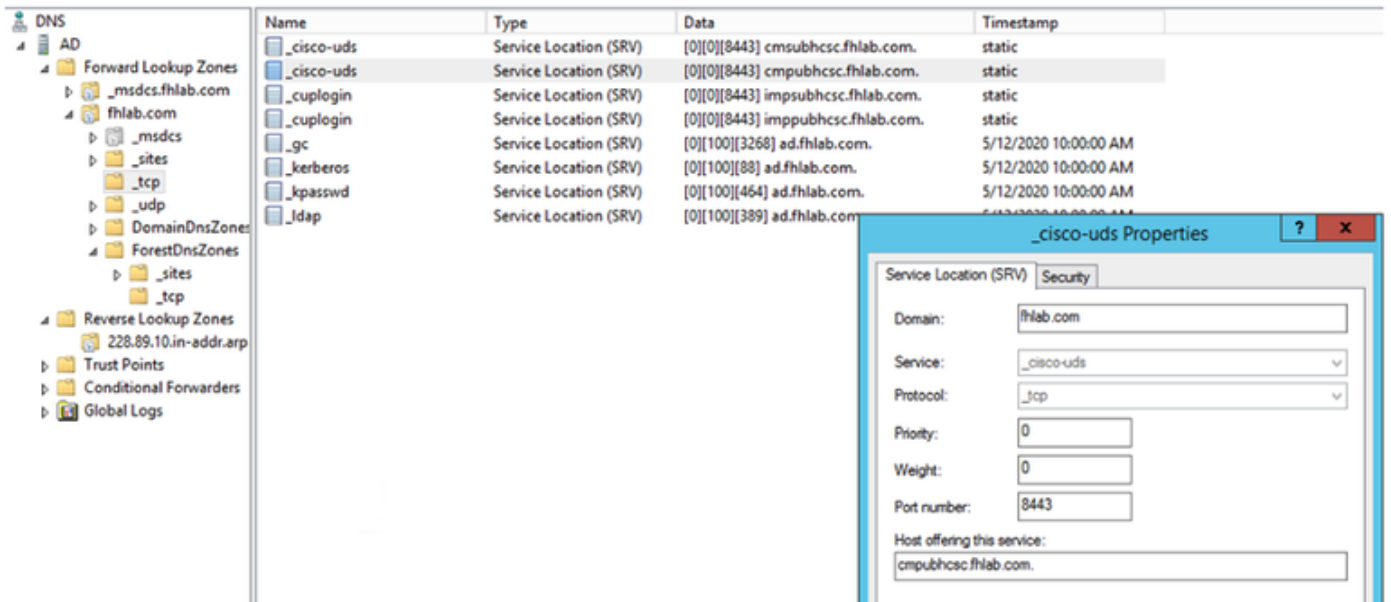 DNS
AD
Forward Lookup Zones
_msdcs.fhlab.com
fhlab.com
_msdcs
_sites
_tcp
_udp
DomainDnsZones
ForestDnsZones
_sites
_tcp
Reverse Lookup Zones
228.89.10.in-addr.arp
Trust Points
Conditional Forwarders
Global Logs
Name Type Data Timestamp
_cisco-uds Service Location (SRV) [0][0][8443] cmsubhcsc.fhlab.com. static
_cisco-uds Service Location (SRV) [0][0][8443] cmpubhcsc.fhlab.com. static
_cuplogin Service Location (SRV) [0][0][8443] impsubhcsc.fhlab.com. static
_cuplogin Service Location (SRV) [0][0][8443] imppubhcsc.fhlab.com. static
_gc Service Location (SRV) [0][100][3268] ad.fhlab.com. 5/12/2020 10:00:00 AM
_kerberos Service Location (SRV) [0][100][88] ad.fhlab.com. 5/12/2020 10:00:00 AM
_kpasswd Service Location (SRV) [0][100][464] ad.fhlab.com. 5/12/2020 10:00:00 AM
_ldap Service Location (SRV) [0][100][389] ad.fhlab.com
_cisco-uds Properties
? x
Service Location (SRV) Security
Domain: fhlab.com
Service: _cisco-uds
Protocol: _tcp
Priority: 0
Weight: 0
Port number: 8443
Host offering this service:
cmpubhcsc.fhlab.com.